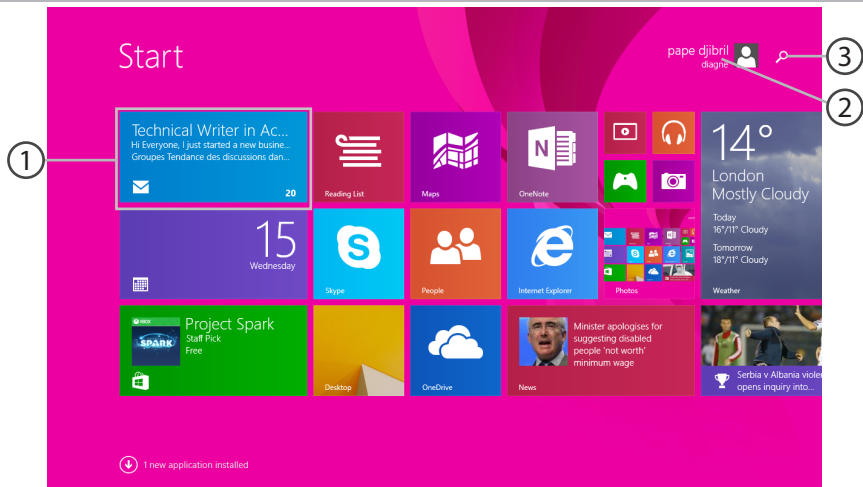 Start
pape djibril
diagne
3
2
1
Technical Writer in Ac...
Hi Everyone, I just started a new busine...
Groupes Tendance des discussions dan...
20
Reading List
Maps
N
OneNote
14°
London
Mostly Cloudy
Today
16°/11° Cloudy
Tomorrow
18°/11° Cloudy
Weather
15
Wednesday
S
Skype
People
e
Internet Explorer
Photos
XBOX
SPARK
Project Spark
Staff Pick
Free
Desktop
OneDrive
Minister apologises for
suggesting disabled
people 'not worth'
minimum wage
News
Serbia v Albania viole
opens inquiry into...
1 new application installed